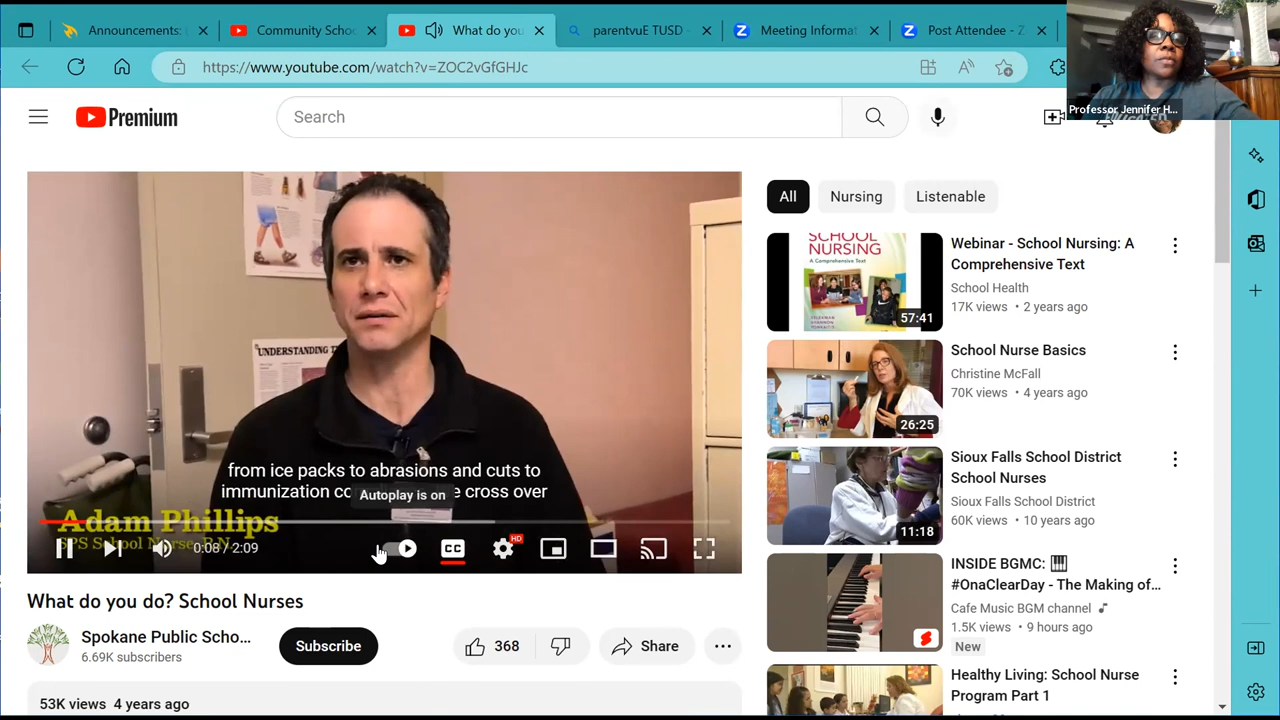 Announcements:
Community Schoo
What do you
parentvuE TUSD -
Meeting Informat
Post Attendee - Z
https://www.youtube.com/watch?v=ZOC2vGfGHJc
Professor Jennifer H...
Premium
Search
UNDERSTANDING
from ice packs to abrasions and cuts to
immunization e cross over
Autoplay is on
Adam Phillips
SPS School Nurse
0:08 / 2:09
CC
HD
What do you do? School Nurses
Spokane Public Scho...
6.69K subscribers
Subscribe
368
Share
53K views 4 years ago
All
Nursing
Listenable
SCHOOL
NURSING
A Comprehensive Text
57:41
Webinar - School Nursing: A
Comprehensive Text
School Health
17K views • 2 years ago
26:25
School Nurse Basics
Christine McFall
70K views • 4 years ago
11:18
Sioux Falls School District
School Nurses
Sioux Falls School District
60K views • 10 years ago
INSIDE BGMC: 🎹
#OnaClearDay - The Making of...
Cafe Music BGM channel
1.5K views • 9 hours ago
New
Healthy Living: School Nurse
Program Part 1